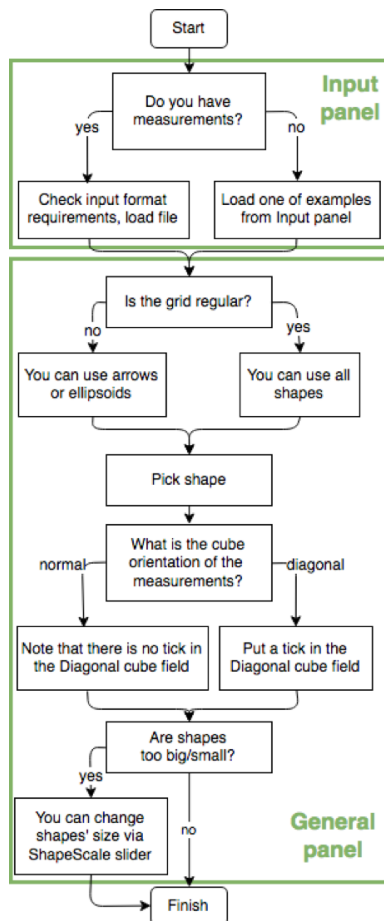 Start
Input
panel
Do you have
measurements?
yes
no
Check input format
requirements, load file
Load one of examples
from Input panel
Is the grid regular?
no
yes
You can use arrows
or ellipsoids
You can use all
shapes
Pick shape
What is the cube
orientation of the
measurements?
normal
diagonal
Note that there is no tick in
the Diagonal cube field
Put a tick in the
Diagonal cube field
Are shapes
too big/small?
yes
no
You can change
shapes' size via
ShapeScale slider
General
panel
Finish